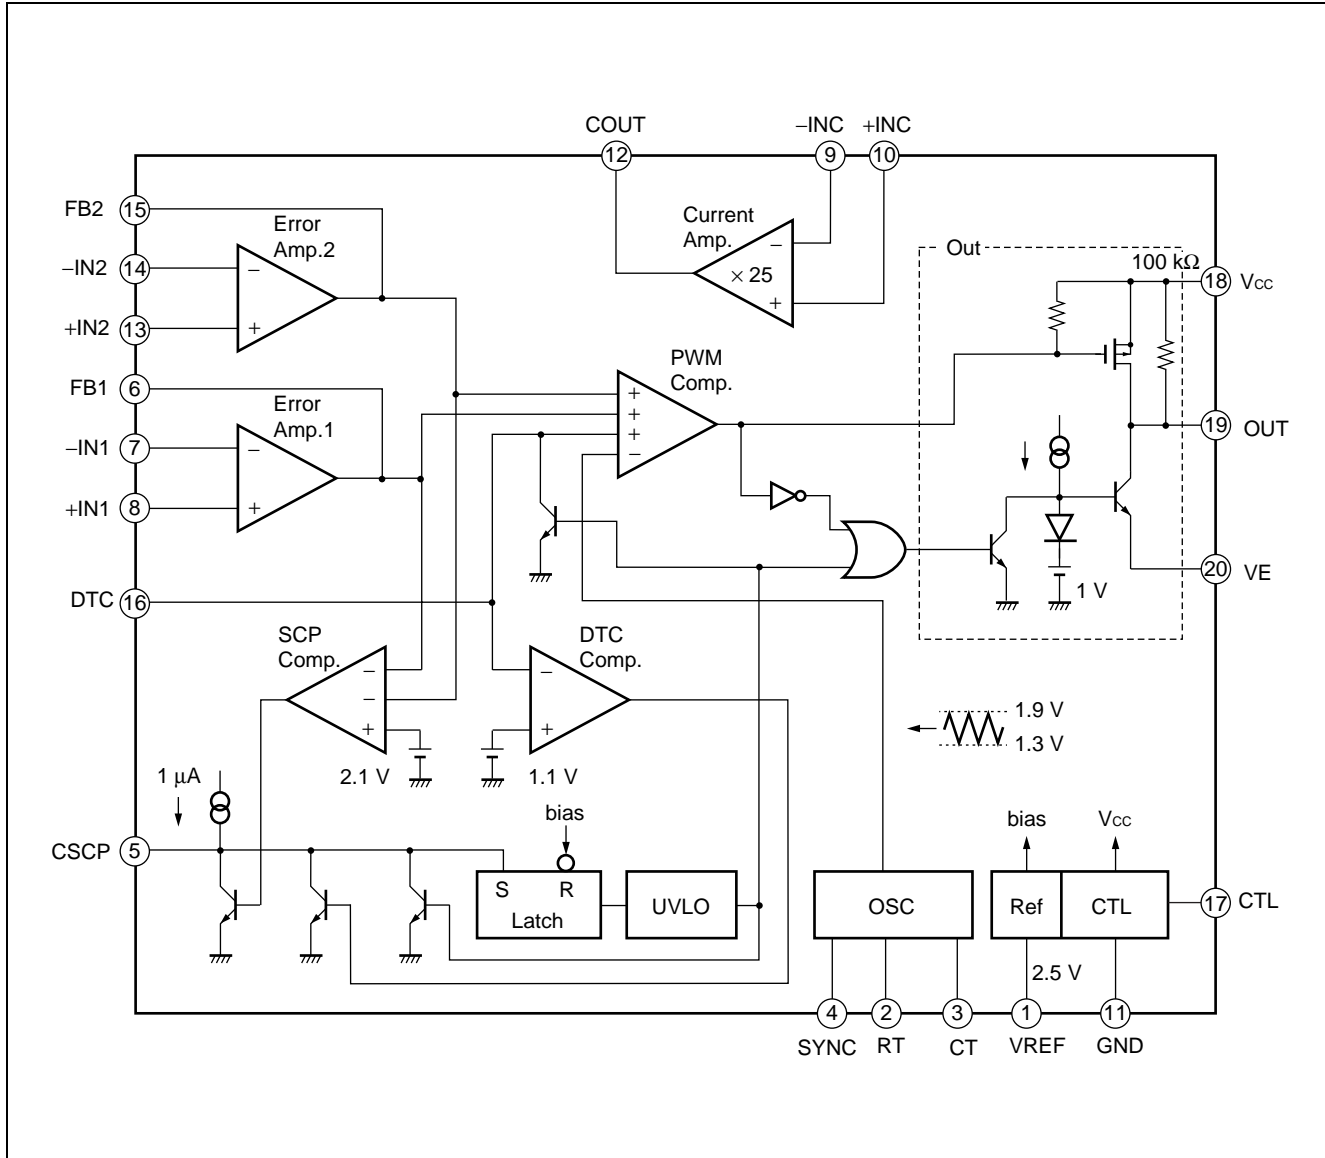 COUT
−INC
+INC
12
9
10
FB2
15
Error
Amp.2
Current
Amp.
−
× 25
+
Out
100 kΩ
18
VCC
−IN2
14
−
+IN2
13
+
FB1
6
Error
Amp.1
PWM
Comp.
+
+
+
−
−IN1
7
−
+IN1
8
+
19
OUT
20
VE
1 V
DTC
16
SCP
Comp.
−
−
+
2.1 V
DTC
Comp.
−
+
1.1 V
1.9 V
1.3 V
1 μA
bias
bias
VCC
CSCP
5
S
R
Latch
UVLO
OSC
Ref
CTL
17
CTL
2.5 V
4
2
3
1
11
SYNC
RT
CT
VREF
GND